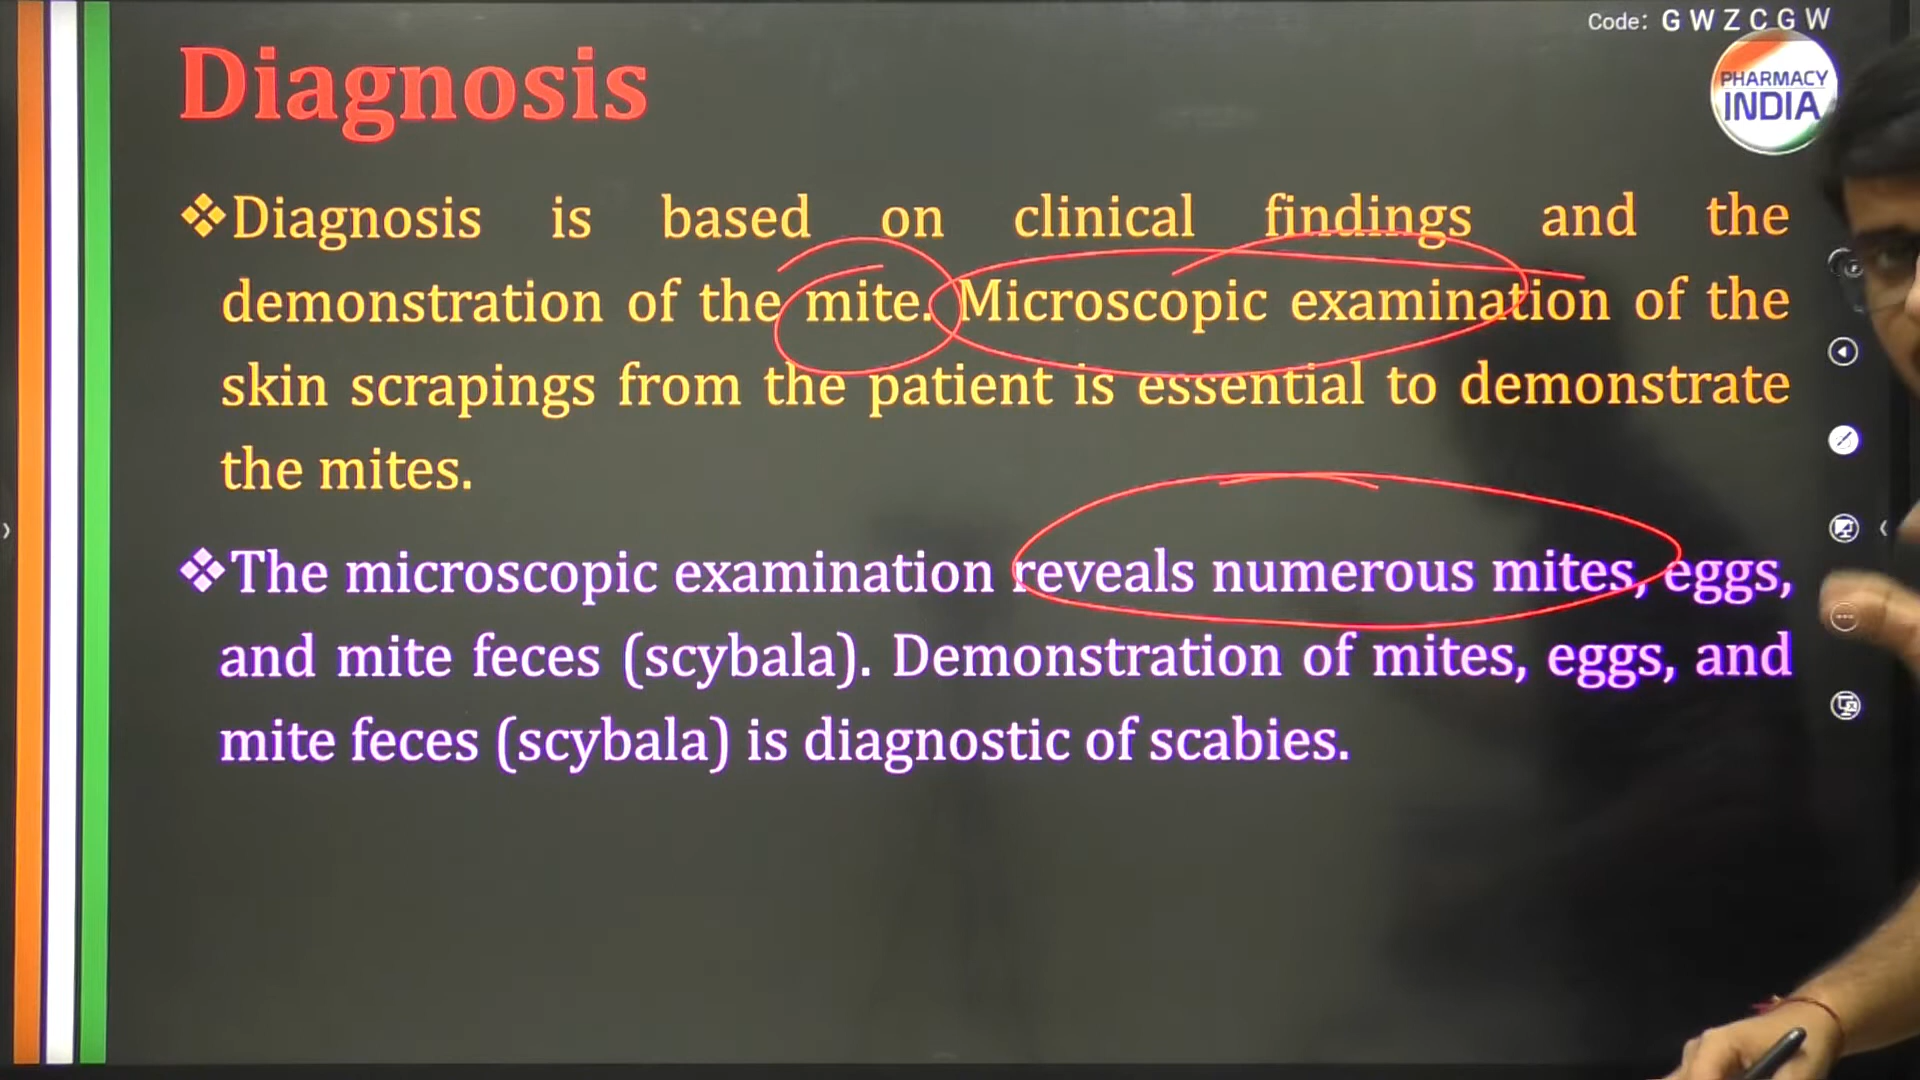 Code: G W Z C G W
PHARMACY
INDIA
Diagnosis
❖Diagnosis is based on clinical findings and the
demonstration of the mite. Microscopic examination of the
skin scrapings from the patient is essential to demonstrate
the mites.
❖The microscopic examination reveals numerous mites, eggs,
and mite feces (scybala). Demonstration of mites, eggs, and
mite feces (scybala) is diagnostic of scabies.